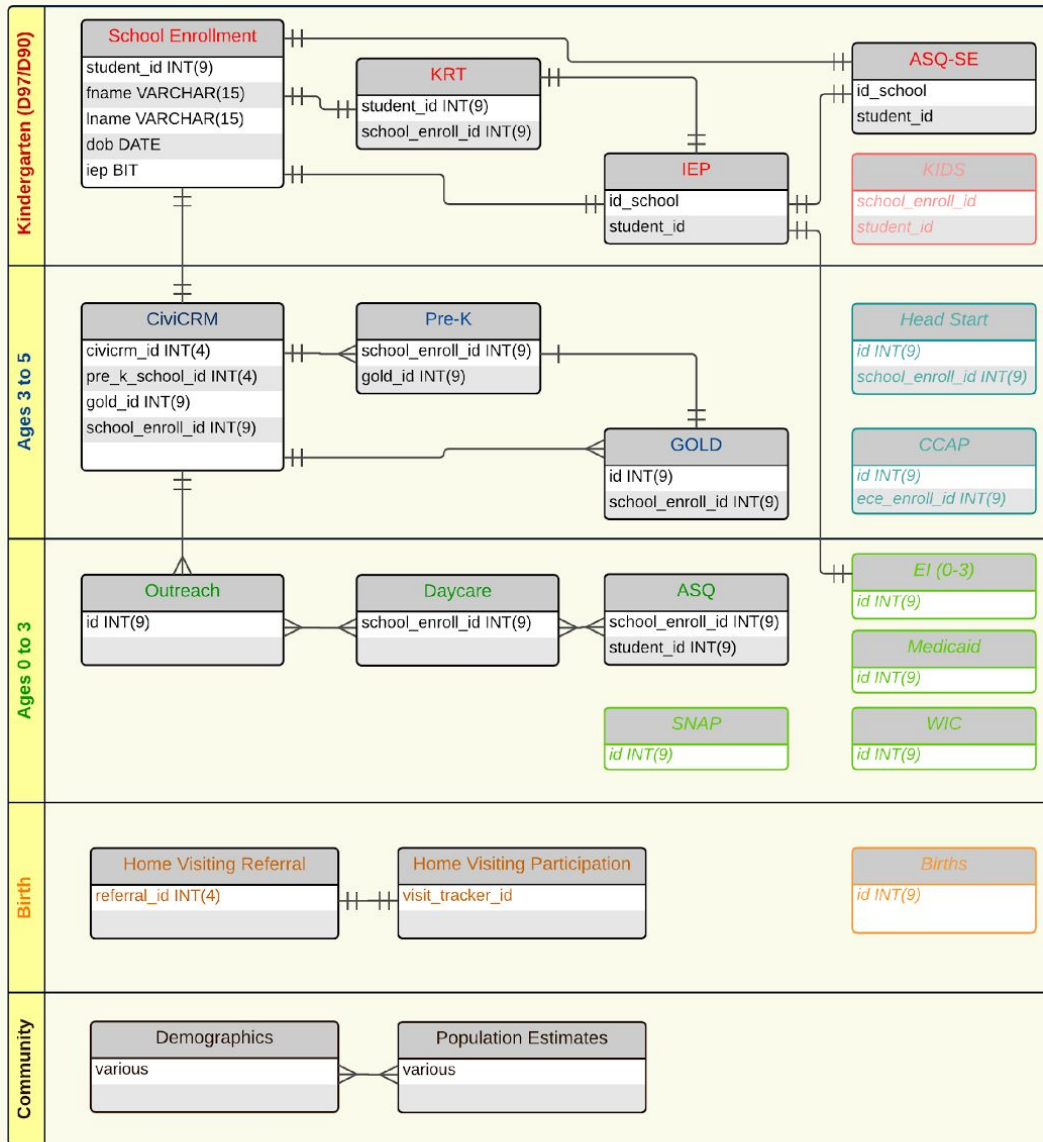 Kindergarten (D97/D90)
School Enrollment
student_id INT(9)
fname VARCHAR(15)
lname VARCHAR(15)
dob DATE
iep BIT
KRT
student_id INT(9)
school_enroll_id INT(9)
ASQ-SE
id_school
student_id
IEP
id_school
student_id
KIDS
school_enroll_id
student_id
Ages 3 to 5
CiviCRM
civicrm_id INT(4)
pre_k_school_id INT(4)
gold_id INT(9)
school_enroll_id INT(9)
Pre-K
school_enroll_id INT(9)
gold_id INT(9)
Head Start
id INT(9)
school_enroll_id INT(9)
GOLD
id INT(9)
school_enroll_id INT(9)
CCAP
id INT(9)
ece_enroll_id INT(9)
Ages 0 to 3
Outreach
id INT(9)
Daycare
school_enroll_id INT(9)
ASQ
school_enroll_id INT(9)
student_id INT(9)
EI (0-3)
id INT(9)
Medicaid
id INT(9)
SNAP
id INT(9)
WIC
id INT(9)
Birth
Home Visiting Referral
referral_id INT(4)
Home Visiting Participation
visit_tracker_id
Births
id INT(9)
Community
Demographics
various
Population Estimates
various